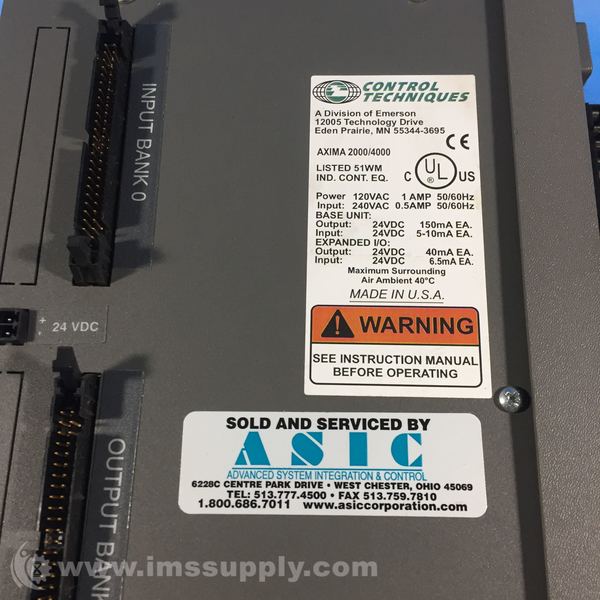 INPUT BANK 0
CONTROL
TECHNIQUES
A Division of Emerson
12005 Technology Drive
Eden Prairie, MN 55344-3695
CE
AXIMA 2000/4000
LISTED 51WM
IND. CONT. EQ.
C UL US
Power 120VAC 1 AMP 50/60Hz
Input: 240VAC 0.5AMP 50/60Hz
BASE UNIT:
Output: 24VDC 150mA EA.
Input: 24VDC 5-10mA EA.
EXPANDED I/O:
Output: 24VDC 40mA EA.
Input: 24VDC 6.5mA EA.
Maximum Surrounding
Air Ambient 40°C
MADE IN U.S.A.
WARNING
SEE INSTRUCTION MANUAL
BEFORE OPERATING
+ 24 VDC
OUTPUT BANK
SOLD AND SERVICED BY
ASIC
ADVANCED SYSTEM INTEGRATION & CONTROL
6228C CENTRE PARK DRIVE • WEST CHESTER, OHIO 45069
TEL: 513.777.4500 • FAX 513.759.7810
1.800.686.7011 www.asiccorporation.com
www.imssupply.com